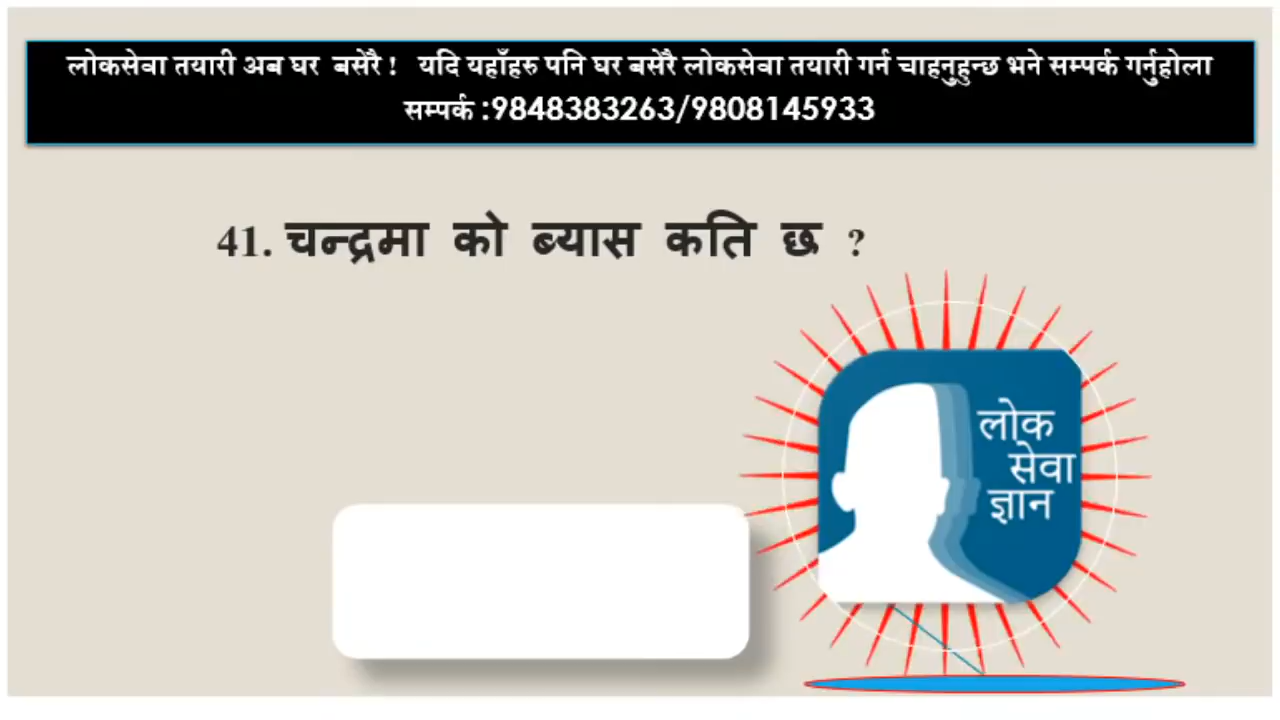 लोकसेवा तयारी अब घर बसेरै ! यदि यहाँहरु पनि घर बसेरै लोकसेवा तयारी गर्न चाहनुहुन्छ भने सम्पर्क गर्नुहोला
सम्पर्क :9848383263/9808145933
41. चन्द्रमा को ब्यास कति छ ?
लोक
सेवा
ज्ञान